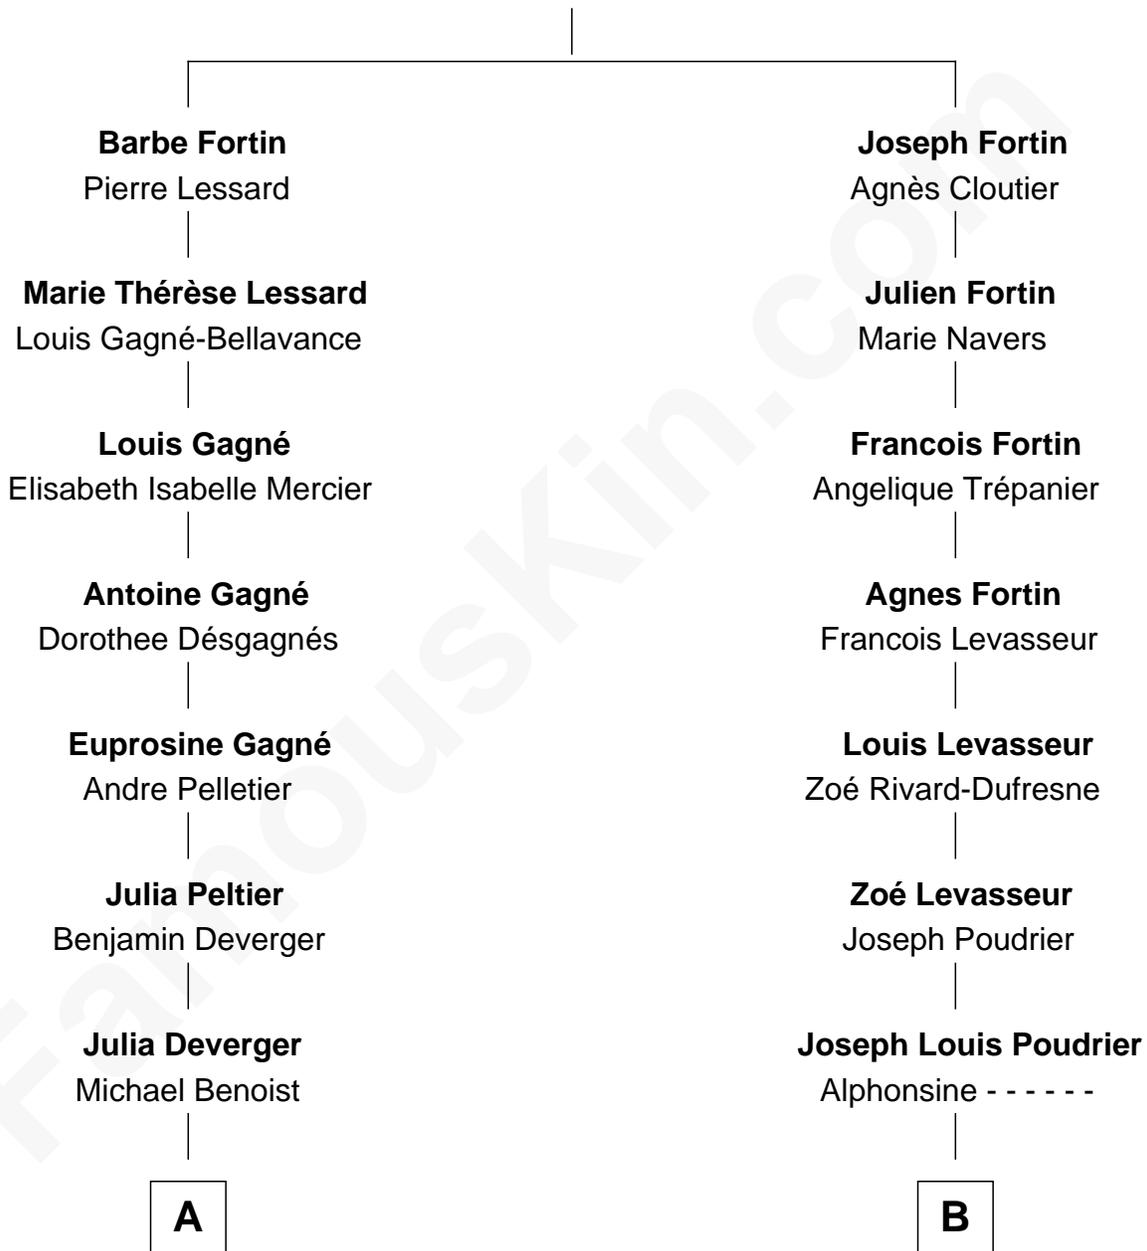 Barbe Fortin
Pierre Lessard
Marie Thérèse Lessard
Louis Gagné-Bellavance
Louis Gagné
Elisabeth Isabelle Mercier
Antoine Gagné
Dorothee Désgagnés
Euprosine Gagné
Andre Pelletier
Julia Peltier
Benjamin Deverger
Julia Deverger
Michael Benoist
A
Joseph Fortin
Agnès Cloutier
Julien Fortin
Marie Navers
Francois Fortin
Angelique Trépanier
Agnes Fortin
Francois Levasseur
Louis Levasseur
Zoé Rivard-Dufresne
Zoé Levasseur
Joseph Poudrier
Joseph Louis Poudrier
Alphonsine - - - - - -
B
FamousKin.com